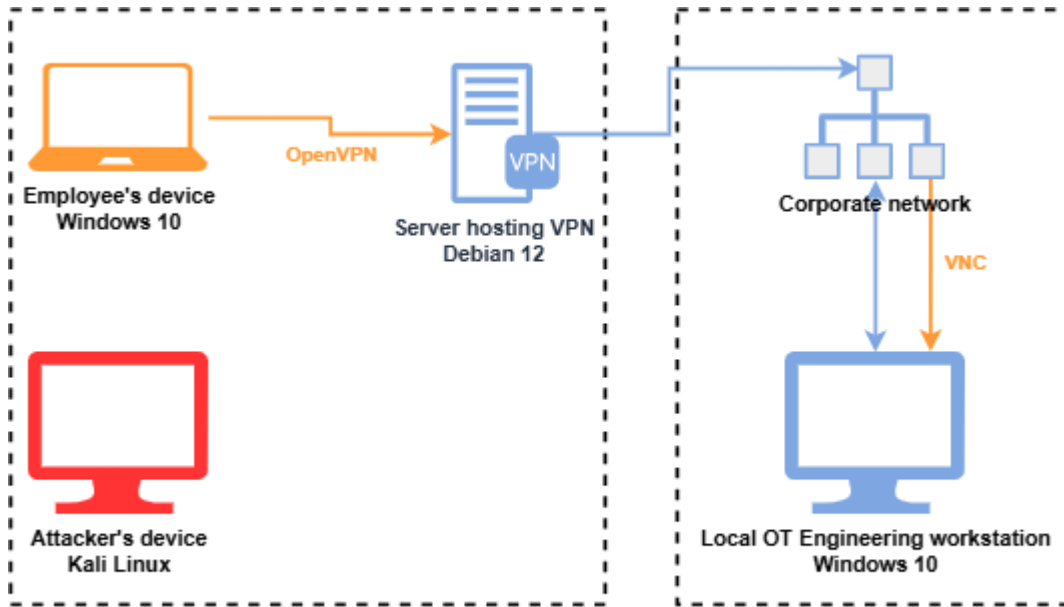 OpenVPN
VPN
Employee's device
Windows 10
Server hosting VPN
Debian 12
Corporate network
VNC
Attacker's device
Kali Linux
Local OT Engineering workstation
Windows 10